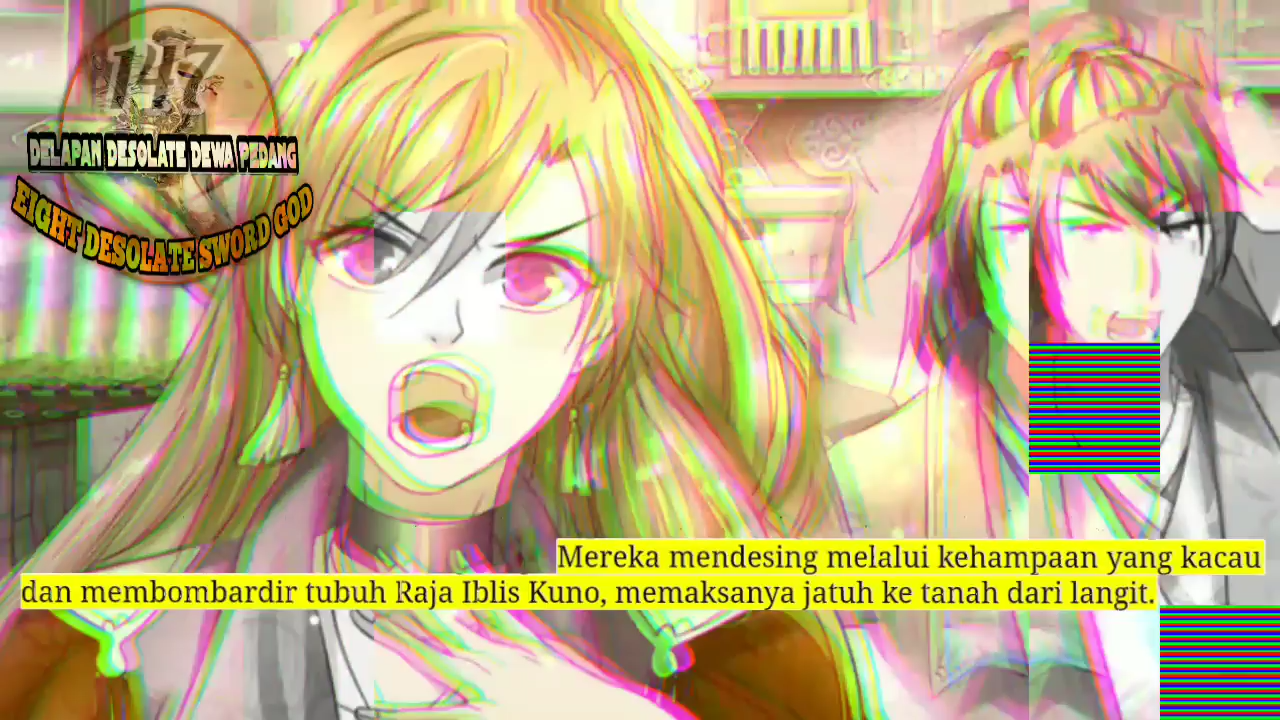 147
DELAPAN DESOLATE DEWA PEDANG
EIGHT DESOLATE SWORD GOD
Mereka mendesing melalui kehampaan yang kacau
dan membombardir tubuh Raja Iblis Kuno, memaksanya jatuh ke tanah dari langit.